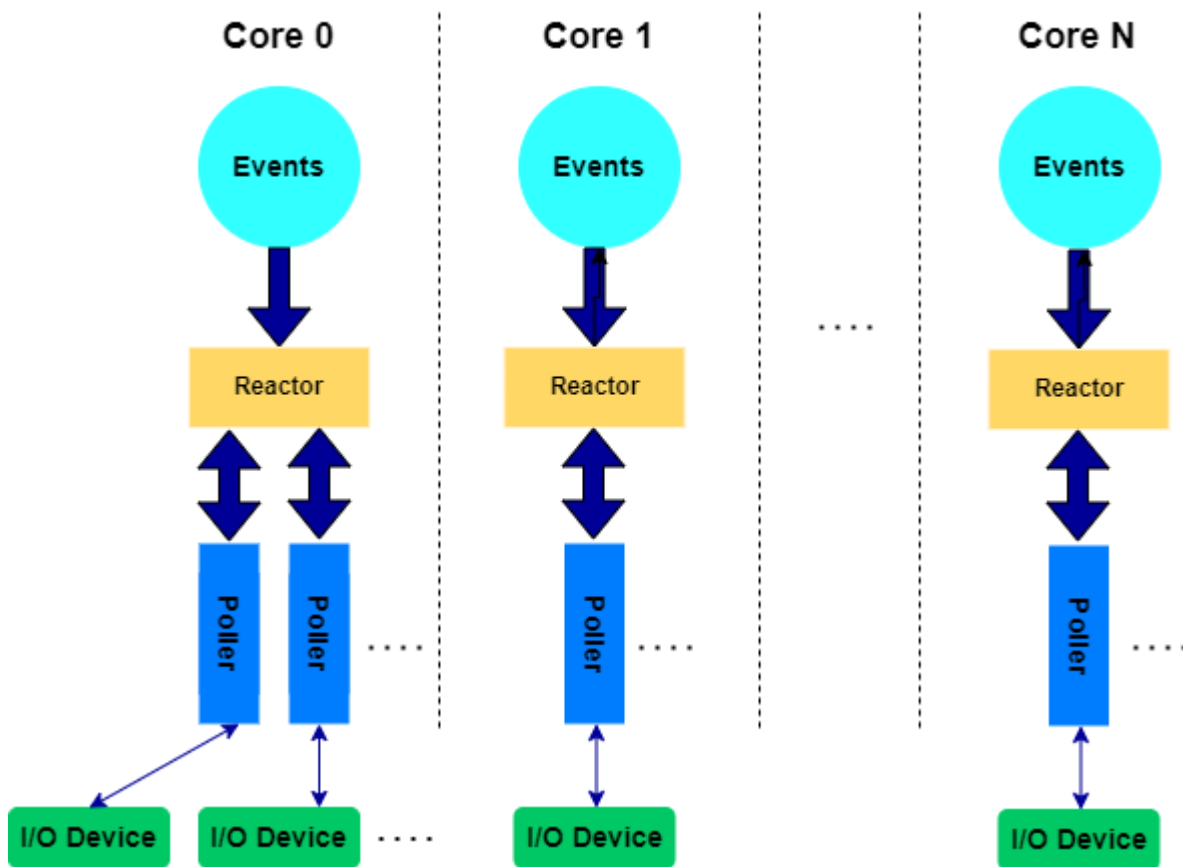 Core 0
Core 1
Core N
Events
Events
Events
....
Reactor
Reactor
Reactor
Poller
Poller
....
Poller
....
Poller
....
I/O Device
I/O Device
....
I/O Device
I/O Device